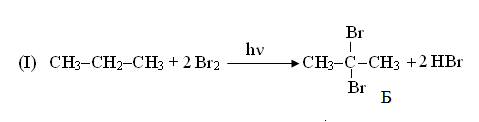 Br
hν
(I) CH₃–CH₂–CH₃ + 2 Br₂ ⟶ CH₃–C–CH₃ + 2 HBr
Br
Б